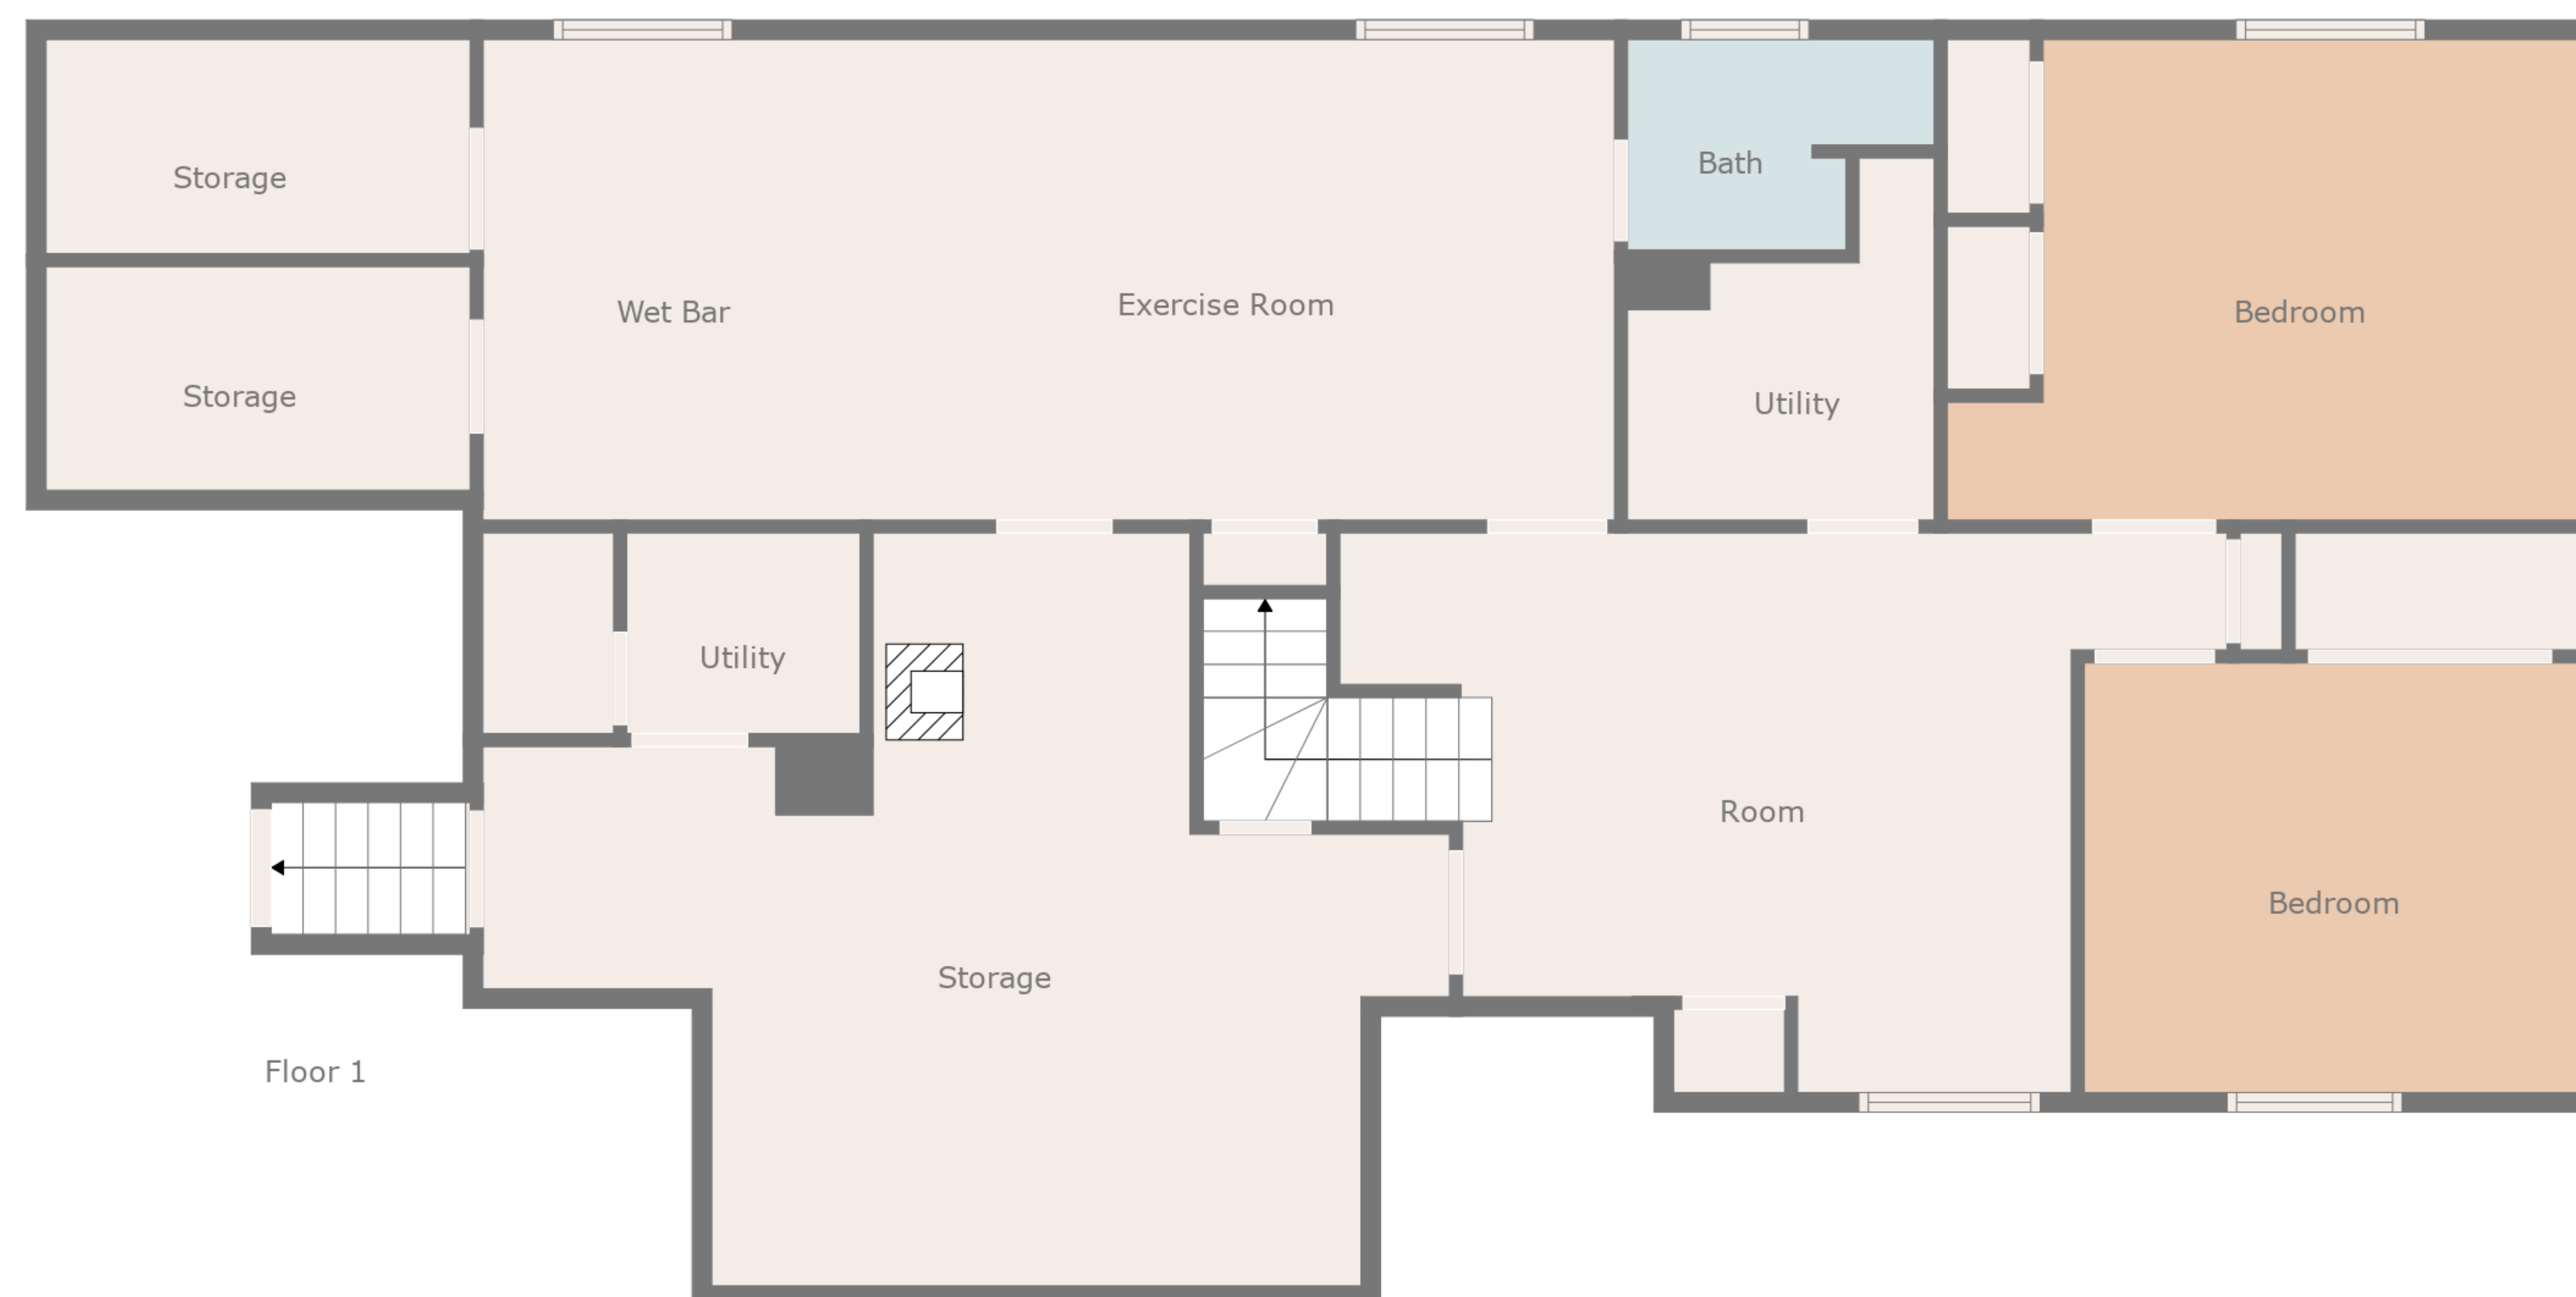 Storage
Bath
Wet Bar
Exercise Room
Bedroom
Storage
Utility
Utility
Room
Bedroom
Storage
Floor 1